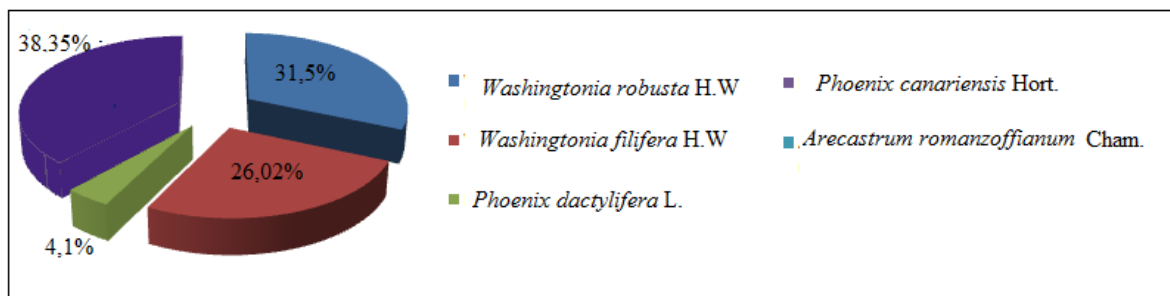 38,35%
31,5%
26,02%
4,1%
Washingtonia robusta H.W
Washingtonia filifera H.W
Phoenix dactylifera L.
Phoenix canariensis Hort.
Arecastrum romanzoffianum Cham.